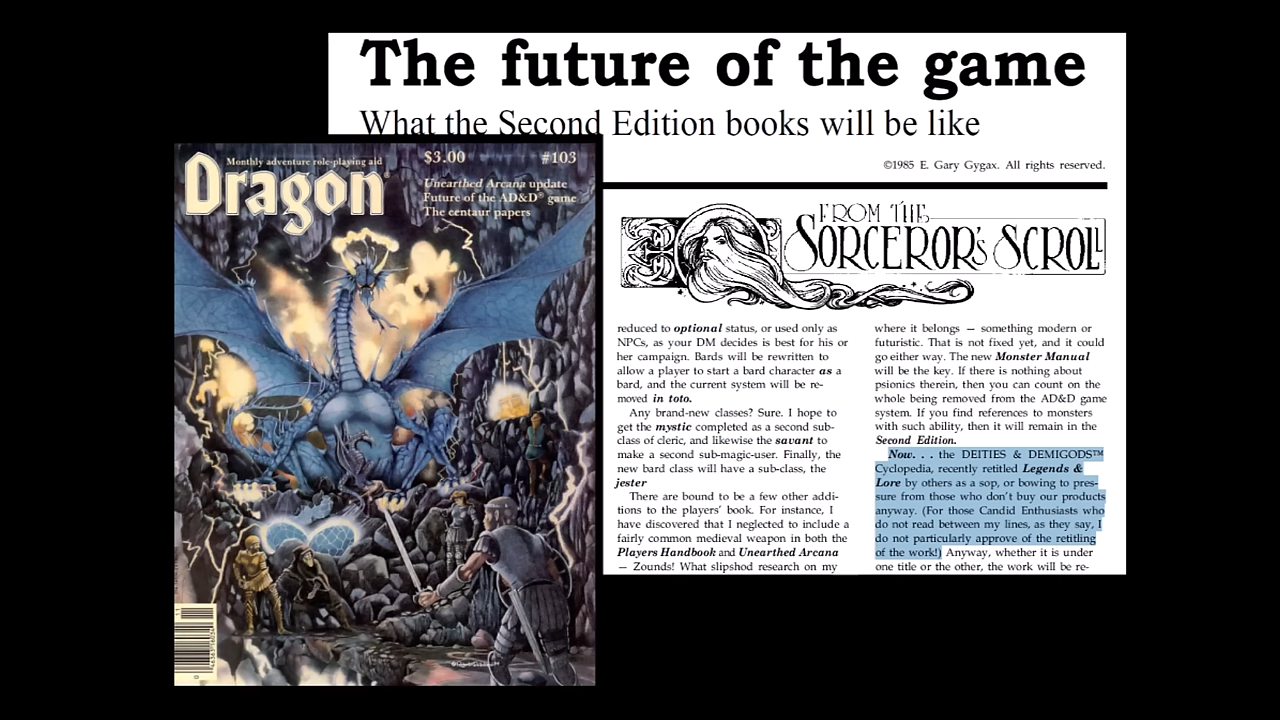 The future of the game
What the Second Edition books will be like
©1985 E. Gary Gygax. All rights reserved.
Monthly adventure role-playing aid
Dragon®
$3.00
#103
Unearthed Arcana update
Future of the AD&D® game
The centaur papers
FROM THE
SORCEROR'S SCROLL
reduced to optional status, or used only as
NPCs, as your DM decides is best for his or
her campaign. Bards will be rewritten to
allow a player to start a bard character as a
bard, and the current system will be re-
moved in toto.
Any brand-new classes? Sure. I hope to
get the mystic completed as a second sub-
class of cleric, and likewise the savant to
make a second sub-magic-user. Finally, the
new bard class will have a sub-class, the
jester
There are bound to be a few other addi-
tions to the players' book. For instance, I
have discovered that I neglected to include a
fairly common medieval weapon in both the
Players Handbook and Unearthed Arcana
— Zounds! What slipshod research on my
where it belongs — something modern or
futuristic. That is not fixed yet, and it could
go either way. The new Monster Manual
will be the key. If there is nothing about
psionics therein, then you can count on the
whole being removed from the AD&D game
system. If you find references to monsters
with such ability, then it will remain in the
Second Edition.
Now. . . the DEITIES & DEMIGODS™
Cyclopedia, recently retitled Legends &
Lore by others as a sop, or bowing to pres-
sure from those who don't buy our products
anyway. (For those Candid Enthusiasts who
do not read between my lines, as they say, I
do not particularly approve of the retitling
of the work!) Anyway, whether it is under
one title or the other, the work will be re-